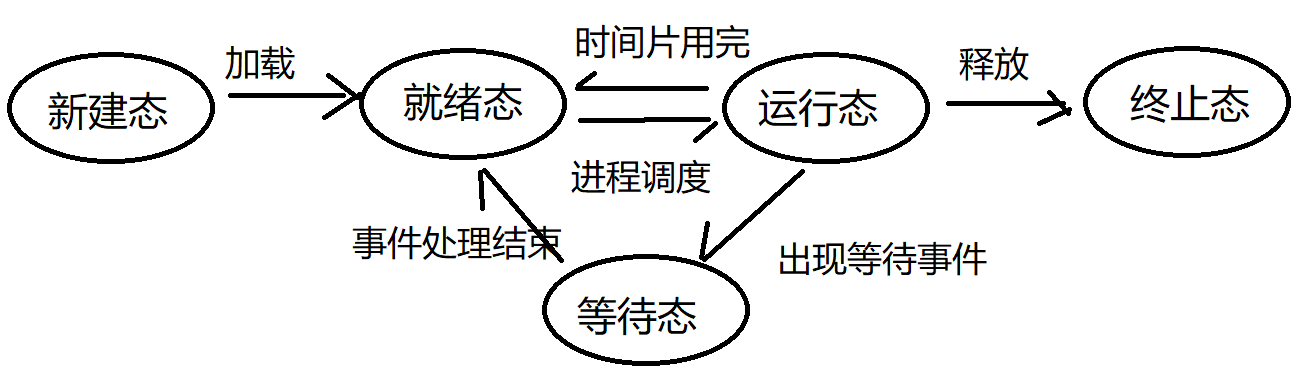 时间片用完
加载
释放
新建态
就绪态
运行态
终止态
进程调度
事件处理结束
出现等待事件
等待态